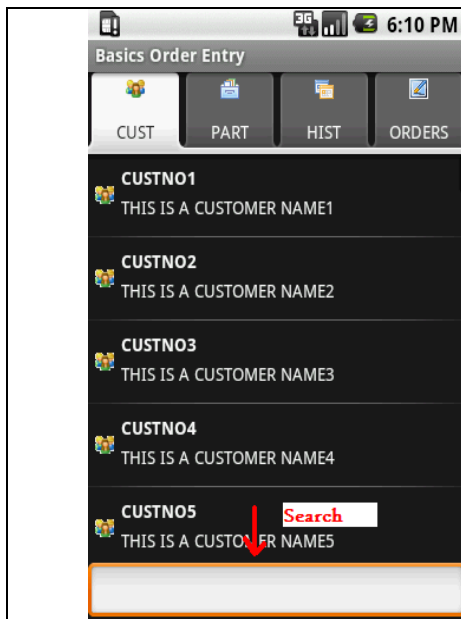 3G 6:10 PM
Basics Order Entry
CUST PART HIST ORDERS
CUSTNO1
THIS IS A CUSTOMER NAME1
CUSTNO2
THIS IS A CUSTOMER NAME2
CUSTNO3
THIS IS A CUSTOMER NAME3
CUSTNO4
THIS IS A CUSTOMER NAME4
CUSTNO5
Search
THIS IS A CUSTOMER NAME5